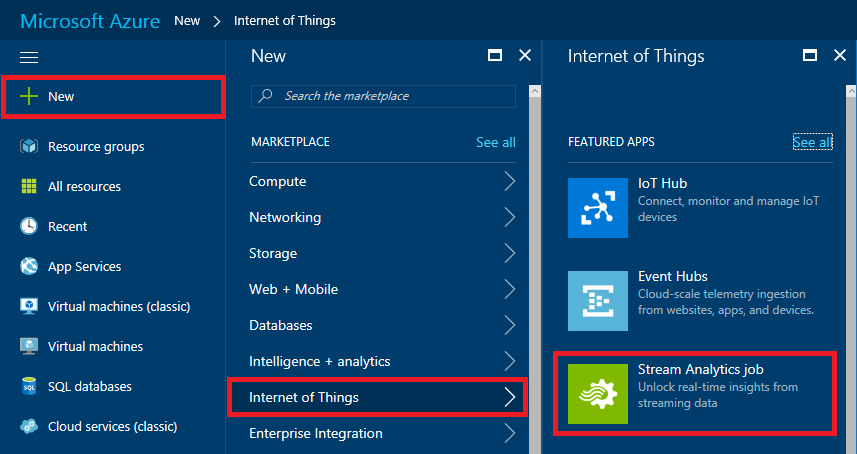 Microsoft Azure New > Internet of Things
New
Resource groups
All resources
Recent
App Services
Virtual machines (classic)
Virtual machines
SQL
SQL databases
Cloud services (classic)
New
Search the marketplace
MARKETPLACE See all
Compute
Networking
Storage
Web + Mobile
Databases
Intelligence + analytics
Internet of Things
Enterprise Integration
Internet of Things
FEATURED APPS See all
IoT Hub
Connect, monitor and manage IoT
devices
Event Hubs
Cloud-scale telemetry ingestion
from websites, apps, and devices.
Stream Analytics job
Unlock real-time insights from
streaming data